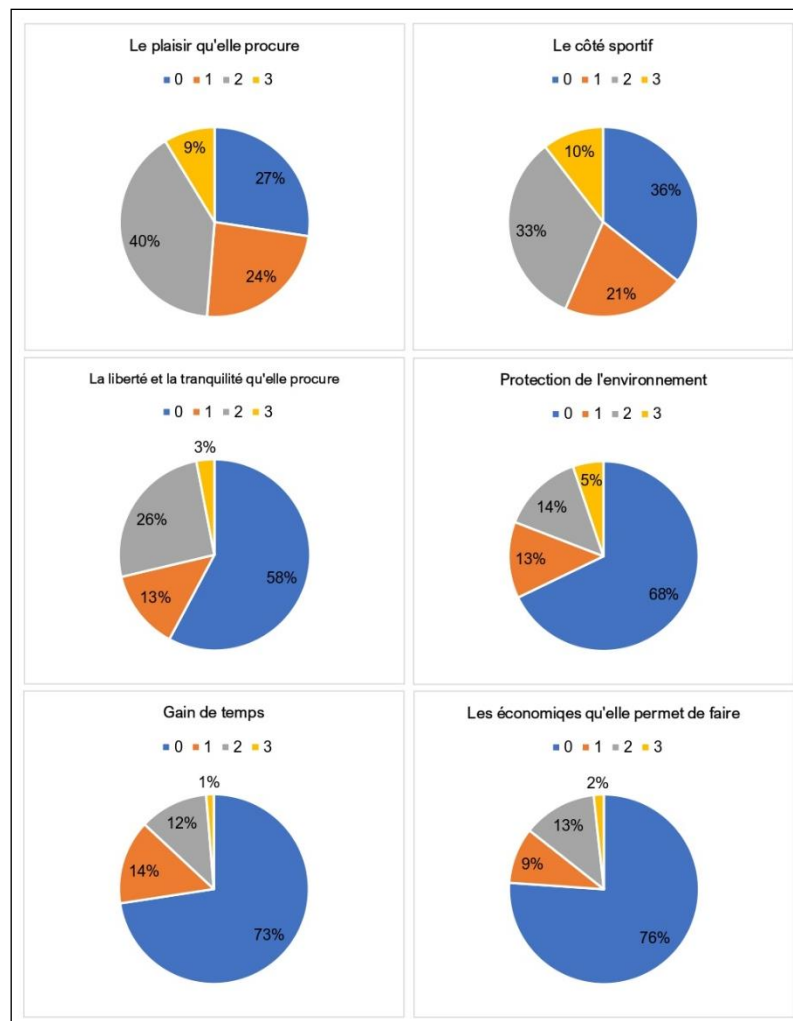 Le plaisir qu'elle procure
0 1 2 3
9%
27%
40%
24%
Le côté sportif
0 1 2 3
10%
36%
33%
21%
La liberté et la tranquilité qu'elle procure
0 1 2 3
3%
26%
58%
13%
Protection de l'environnement
0 1 2 3
5%
14%
13%
68%
Gain de temps
0 1 2 3
1%
12%
14%
73%
Les économiqes qu'elle permet de faire
0 1 2 3
2%
13%
9%
76%